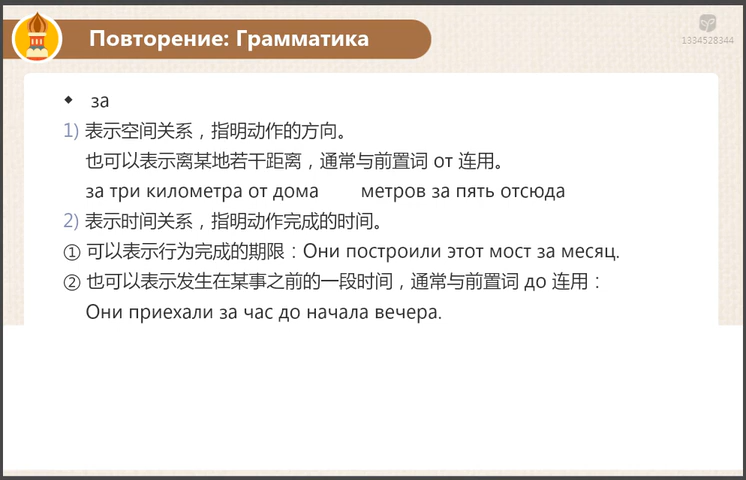 Повторение: Грамматика
1334528344
◆ за
1) 表示空间关系，指明动作的方向。
也可以表示离某地若干距离，通常与前置词 от 连用。
за три километра от дома метров за пять отсюда
2) 表示时间关系，指明动作完成的时间。
① 可以表示行为完成的期限：Они построили этот мост за месяц.
② 也可以表示发生在某事之前的一段时间，通常与前置词 до 连用：
Они приехали за час до начала вечера.